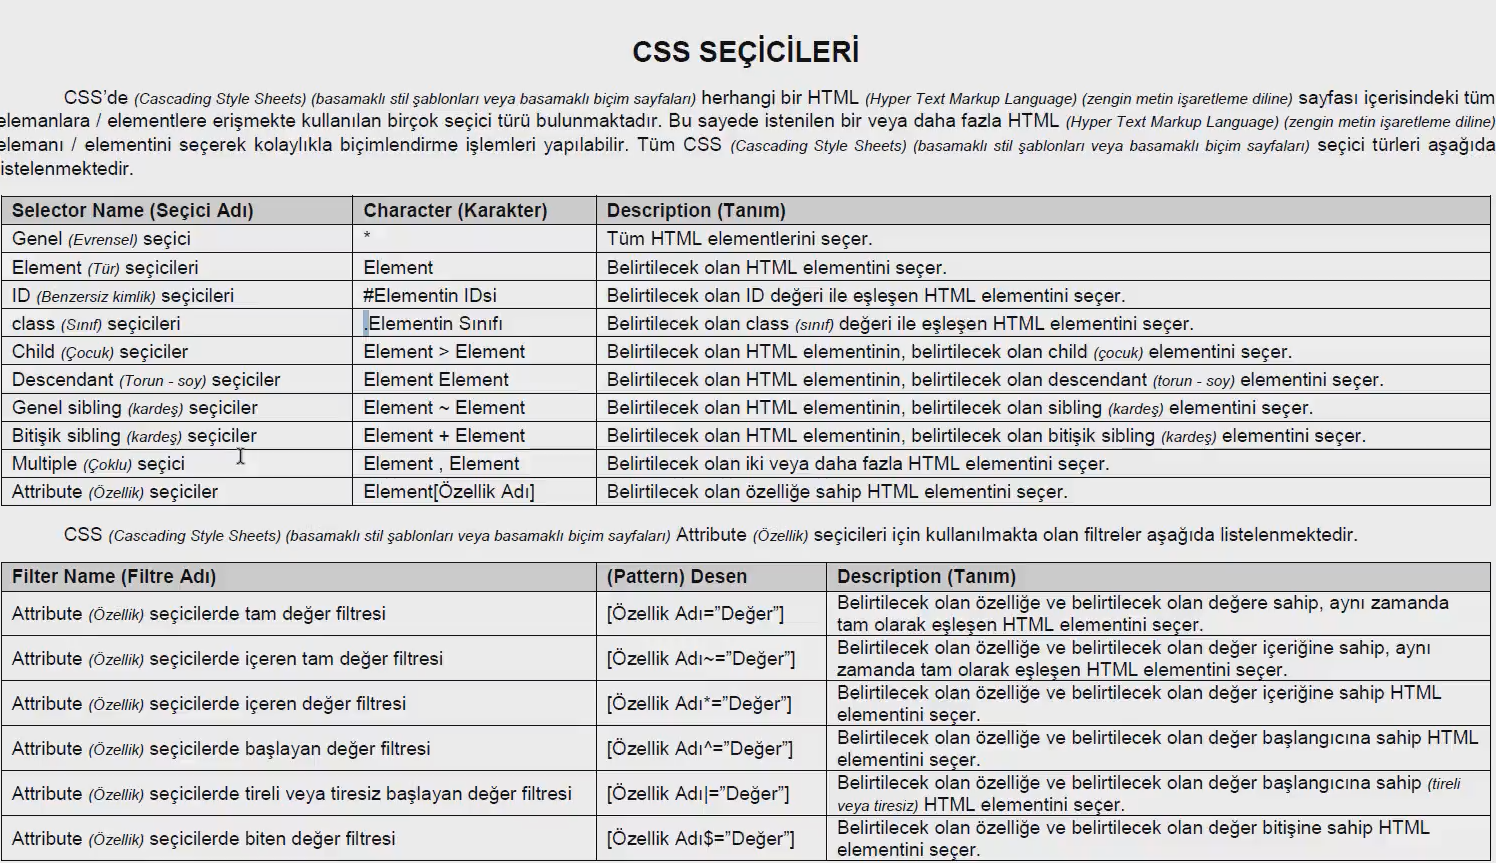 CSS SEÇİCİLERİ
CSS’de (Cascading Style Sheets) (basamaklı stil şablonları veya basamaklı biçim sayfaları) herhangi bir HTML (Hyper Text Markup Language) (zengin metin işaretleme diline) sayfası içerisindeki tüm
elemanlara / elementlere erişmekte kullanılan birçok seçici türü bulunmaktadır. Bu sayede istenilen bir veya daha fazla HTML (Hyper Text Markup Language) (zengin metin işaretleme diline)
elemanı / elementini seçerek kolaylıkla biçimlendirme işlemleri yapılabilir. Tüm CSS (Cascading Style Sheets) (basamaklı stil şablonları veya basamaklı biçim sayfaları) seçici türleri aşağıda
listelenmektedir.
Selector Name (Seçici Adı) Character (Karakter) Description (Tanım)
Genel (Evrensel) seçici * Tüm HTML elementlerini seçer.
Element (Tür) seçicileri Element Belirtilecek olan HTML elementini seçer.
ID (Benzersiz kimlik) seçicileri #Elementin IDsi Belirtilecek olan ID değeri ile eşleşen HTML elementini seçer.
class (Sınıf) seçicileri .Elementin Sınıfı Belirtilecek olan class (sınıf) değeri ile eşleşen HTML elementini seçer.
Child (Çocuk) seçiciler Element > Element Belirtilecek olan HTML elementinin, belirtilecek olan child (çocuk) elementini seçer.
Descendant (Torun - soy) seçiciler Element Element Belirtilecek olan HTML elementinin, belirtilecek olan descendant (torun - soy) elementini seçer.
Genel sibling (kardeş) seçiciler Element ~ Element Belirtilecek olan HTML elementinin, belirtilecek olan sibling (kardeş) elementini seçer.
Bitişik sibling (kardeş) seçiciler Element + Element Belirtilecek olan HTML elementinin, belirtilecek olan bitişik sibling (kardeş) elementini seçer.
Multiple (Çoklu) seçici Element , Element Belirtilecek olan iki veya daha fazla HTML elementini seçer.
Attribute (Özellik) seçiciler Element[Özellik Adı] Belirtilecek olan özelliğe sahip HTML elementini seçer.
CSS (Cascading Style Sheets) (basamaklı stil şablonları veya basamaklı biçim sayfaları) Attribute (Özellik) seçicileri için kullanılmakta olan filtreler aşağıda listelenmektedir.
Filter Name (Filtre Adı) (Pattern) Desen Description (Tanım)
Attribute (Özellik) seçicilerde tam değer filtresi [Özellik Adı=”Değer”] Belirtilecek olan özelliğe ve belirtilecek olan değere sahip, aynı zamanda
tam olarak eşleşen HTML elementini seçer.
Attribute (Özellik) seçicilerde içeren tam değer filtresi [Özellik Adı~=”Değer”] Belirtilecek olan özelliğe ve belirtilecek olan değer içeriğine sahip, aynı
zamanda tam olarak eşleşen HTML elementini seçer.
Attribute (Özellik) seçicilerde içeren değer filtresi [Özellik Adı*=”Değer”] Belirtilecek olan özelliğe ve belirtilecek olan değer içeriğine sahip HTML
elementini seçer.
Attribute (Özellik) seçicilerde başlayan değer filtresi [Özellik Adı^=”Değer”] Belirtilecek olan özelliğe ve belirtilecek olan değer başlangıcına sahip HTML
elementini seçer.
Attribute (Özellik) seçicilerde tireli veya tiresiz başlayan değer filtresi [Özellik Adı|=”Değer”] Belirtilecek olan özelliğe ve belirtilecek olan değer başlangıcına sahip (tireli
veya tiresiz) HTML elementini seçer.
Attribute (Özellik) seçicilerde biten değer filtresi [Özellik Adı$=”Değer”] Belirtilecek olan özelliğe ve belirtilecek olan değer bitişine sahip HTML
elementini seçer.